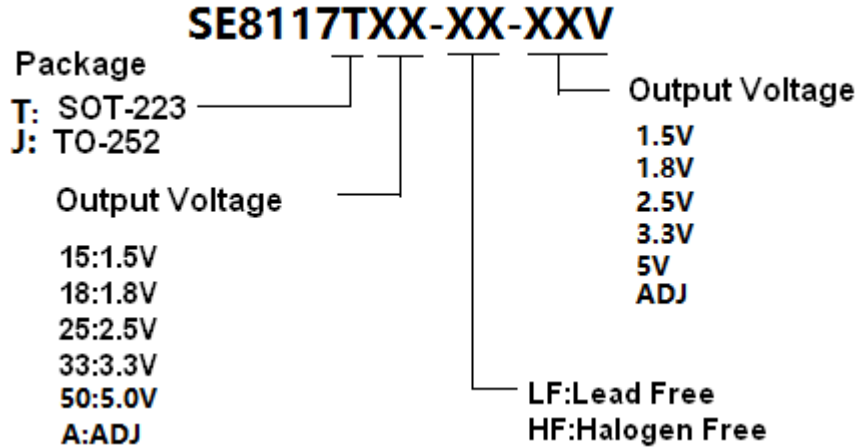 SE8117TXX-XX-XXV
Package
T: SOT-223
J: TO-252
Output Voltage
15:1.5V
18:1.8V
25:2.5V
33:3.3V
50:5.0V
A:ADJ
Output Voltage
1.5V
1.8V
2.5V
3.3V
5V
ADJ
LF:Lead Free
HF:Halogen Free